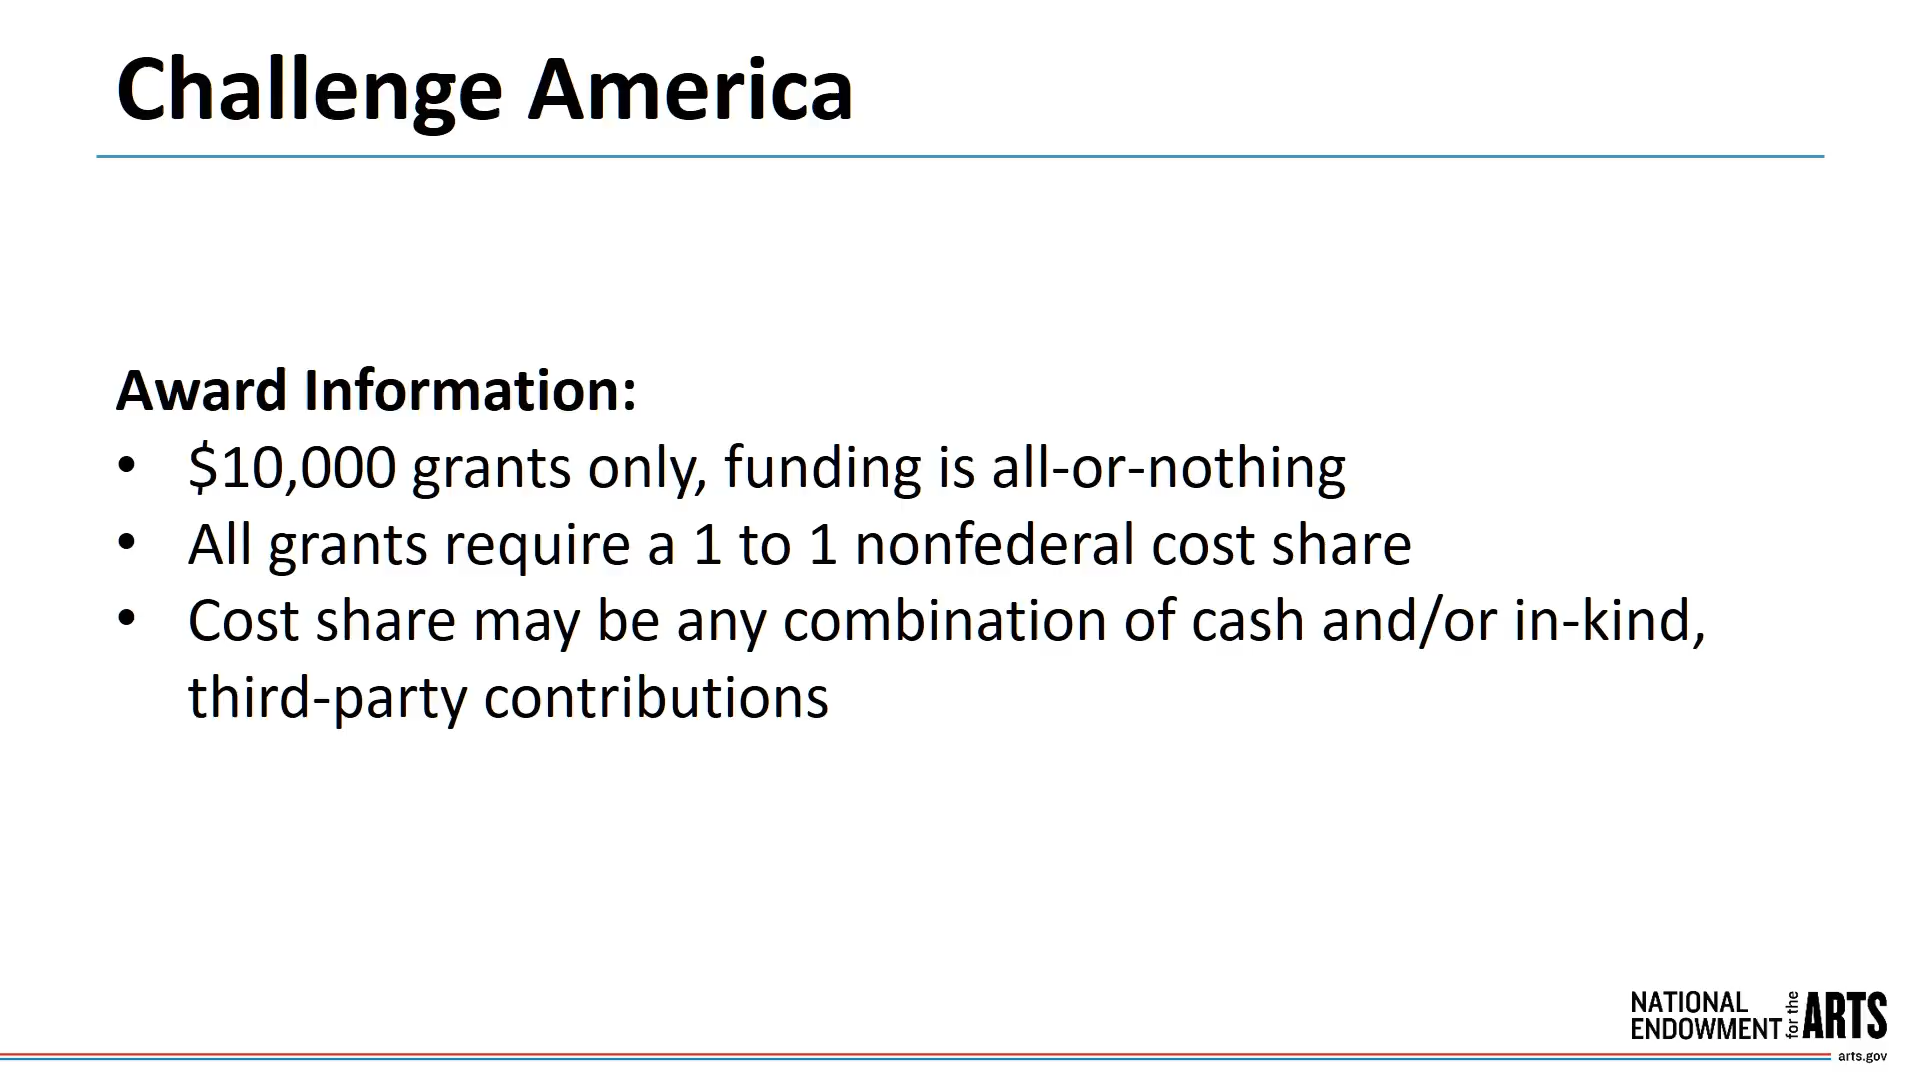 Challenge America
Award Information:
• $10,000 grants only, funding is all-or-nothing
• All grants require a 1 to 1 nonfederal cost share
• Cost share may be any combination of cash and/or in-kind,
third-party contributions
NATIONAL
ENDOWMENT
for the
ARTS
arts.gov